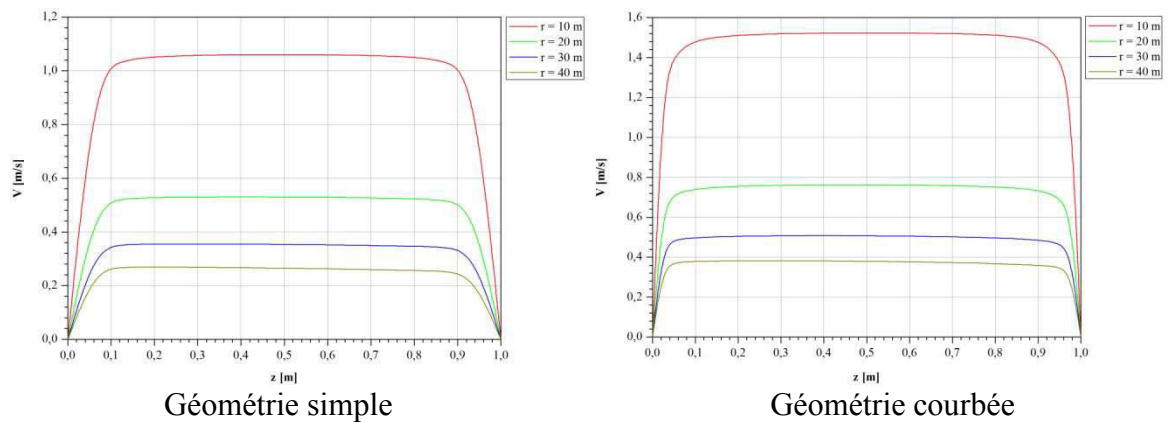 1,2
1,0
0,8
0,6
0,4
0,2
0,0
V [m/s]
0,0 0,1 0,2 0,3 0,4 0,5 0,6 0,7 0,8 0,9 1,0
z [m]
r = 10 m
r = 20 m
r = 30 m
r = 40 m
Géométrie simple
1,6
1,4
1,2
1,0
0,8
0,6
0,4
0,2
0,0
V [m/s]
0,0 0,1 0,2 0,3 0,4 0,5 0,6 0,7 0,8 0,9 1,0
z [m]
r = 10 m
r = 20 m
r = 30 m
r = 40 m
Géométrie courbée